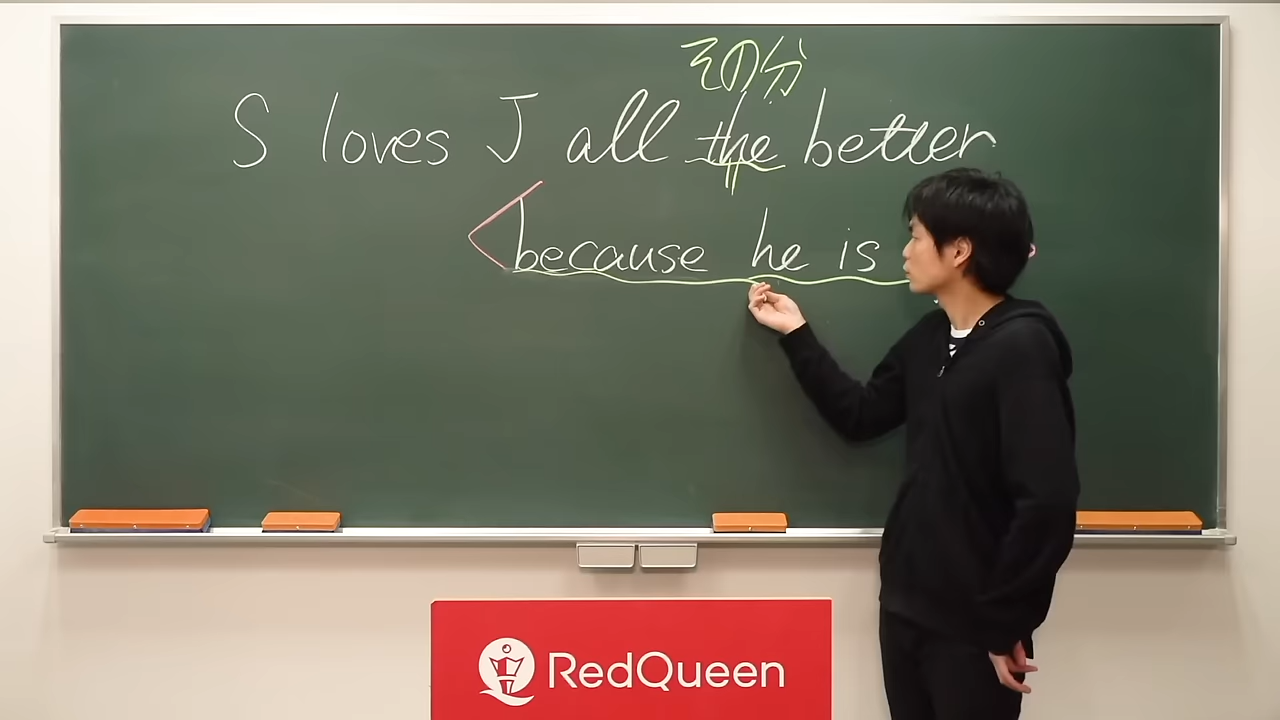 その分
S loves J all the better
because he is
RedQueen